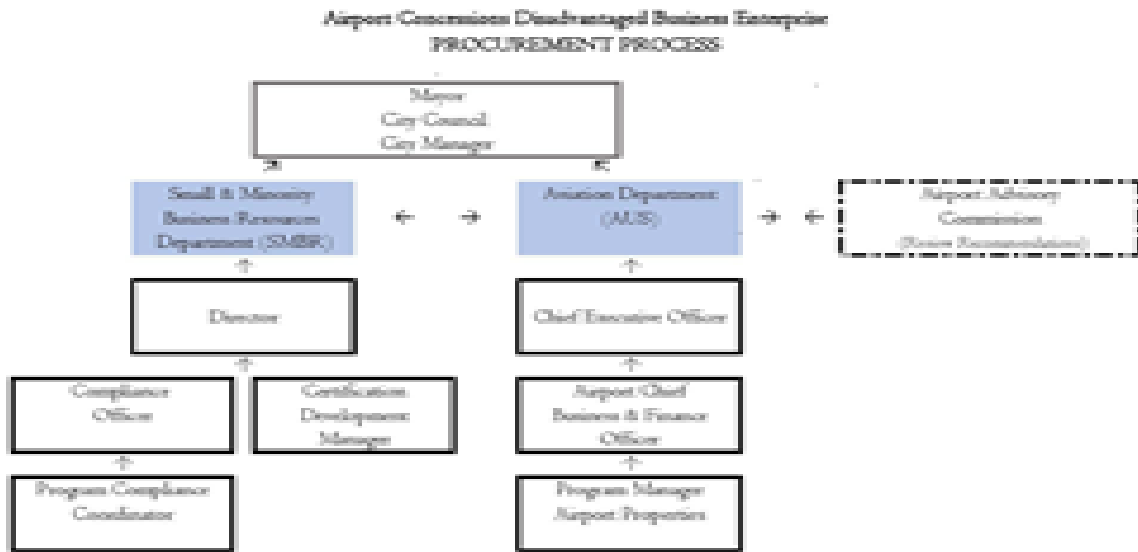 Airport Concessions Disadvantaged Business Enterprise
PROCUREMENT PROCESS
Mayor
City Council
City Manager
Small & Minority
Business Resources
Department (SMBR)
Aviation Department
(AUS)
Airport Advisory
Commission
(Review Recommendations)
Director
Chief Executive Officer
Compliance
Officer
Certification
Development
Manager
Airport Chief
Business & Finance
Officer
Program Compliance
Coordinator
Program Manager
Airport Properties